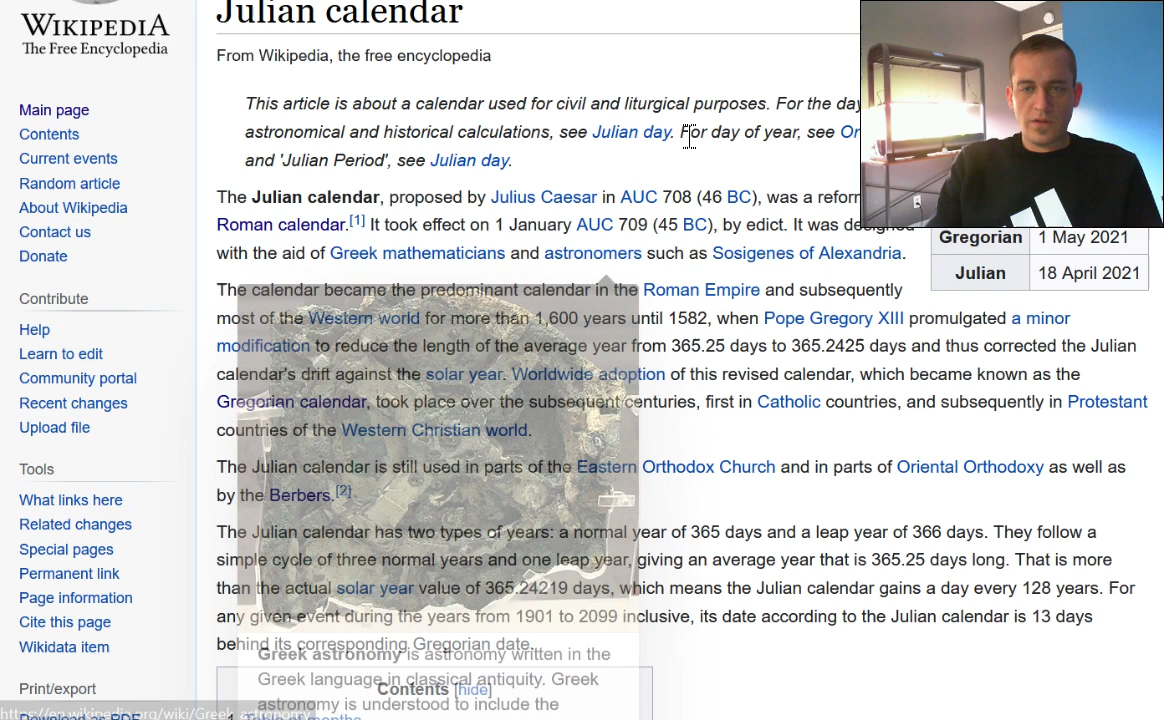 Julian calendar
WIKIPEDIA
The Free Encyclopedia
From Wikipedia, the free encyclopedia
Main page
Contents
Current events
Random article
About Wikipedia
Contact us
Donate
Contribute
Help
Learn to edit
Community portal
Recent changes
Upload file
Tools
What links here
Related changes
Special pages
Permanent link
Page information
Cite this page
Wikidata item
Print/export
Download as PDF
This article is about a calendar used for civil and liturgical purposes. For the day
astronomical and historical calculations, see Julian day. For day of year, see Or
and 'Julian Period', see Julian day.
The Julian calendar, proposed by Julius Caesar in AUC 708 (46 BC), was a reform
Roman calendar.[1] It took effect on 1 January AUC 709 (45 BC), by edict. It was designed
with the aid of Greek mathematicians and astronomers such as Sosigenes of Alexandria.
Gregorian 1 May 2021
Julian 18 April 2021
The calendar became the predominant calendar in the Roman Empire and subsequently
most of the Western world for more than 1,600 years until 1582, when Pope Gregory XIII promulgated a minor
modification to reduce the length of the average year from 365.25 days to 365.2425 days and thus corrected the Julian
calendar's drift against the solar year. Worldwide adoption of this revised calendar, which became known as the
Gregorian calendar, took place over the subsequent centuries, first in Catholic countries, and subsequently in Protestant
countries of the Western Christian world.
The Julian calendar is still used in parts of the Eastern Orthodox Church and in parts of Oriental Orthodoxy as well as
by the Berbers.[2]
The Julian calendar has two types of years: a normal year of 365 days and a leap year of 366 days. They follow a
simple cycle of three normal years and one leap year, giving an average year that is 365.25 days long. That is more
than the actual solar year value of 365.24219 days, which means the Julian calendar gains a day every 128 years. For
any given event during the years from 1901 to 2099 inclusive, its date according to the Julian calendar is 13 days
behind its corresponding Gregorian date.
Greek astronomy is astronomy written in the
Greek language in classical antiquity. Greek
astronomy is understood to include the
Contents [hide]
1 Table of months
https://en.wikipedia.org/wiki/Greek_astronomy